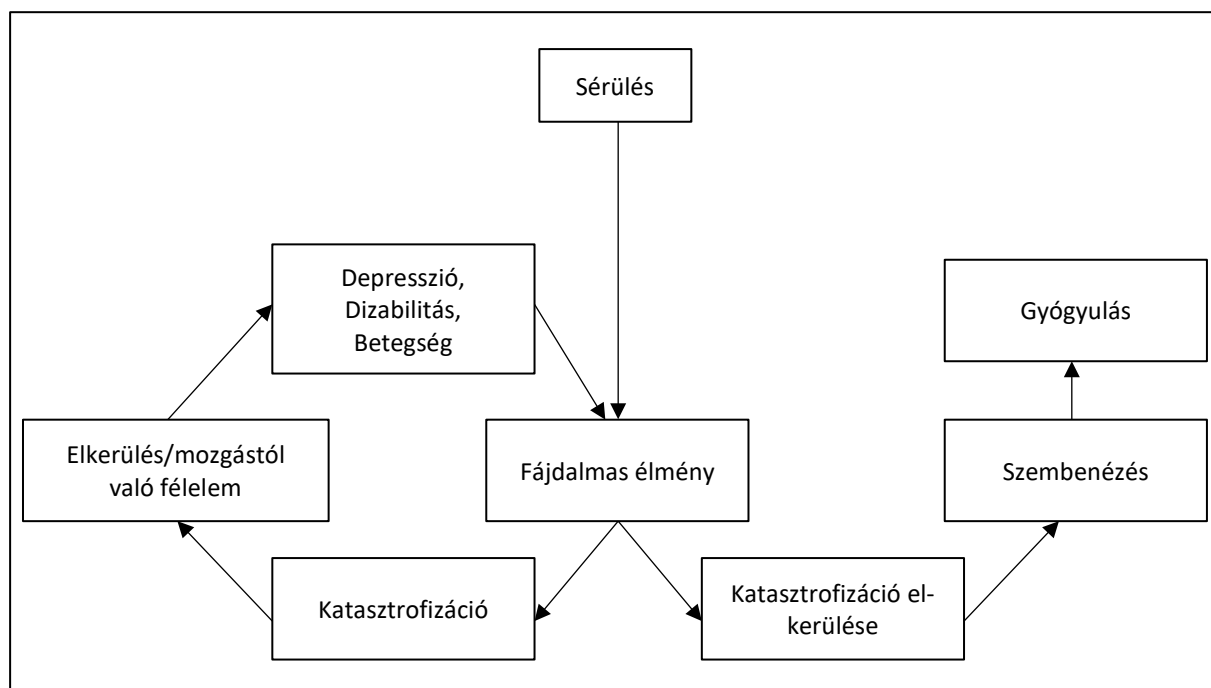 Sérülés
Depresszió,
Dizabilitás,
Betegség
Gyógyulás
Elkerülés/mozgástól
való félelem
Fájdalmas élmény
Szembenézés
Katasztrofizáció
Katasztrofizáció el-
kerülése